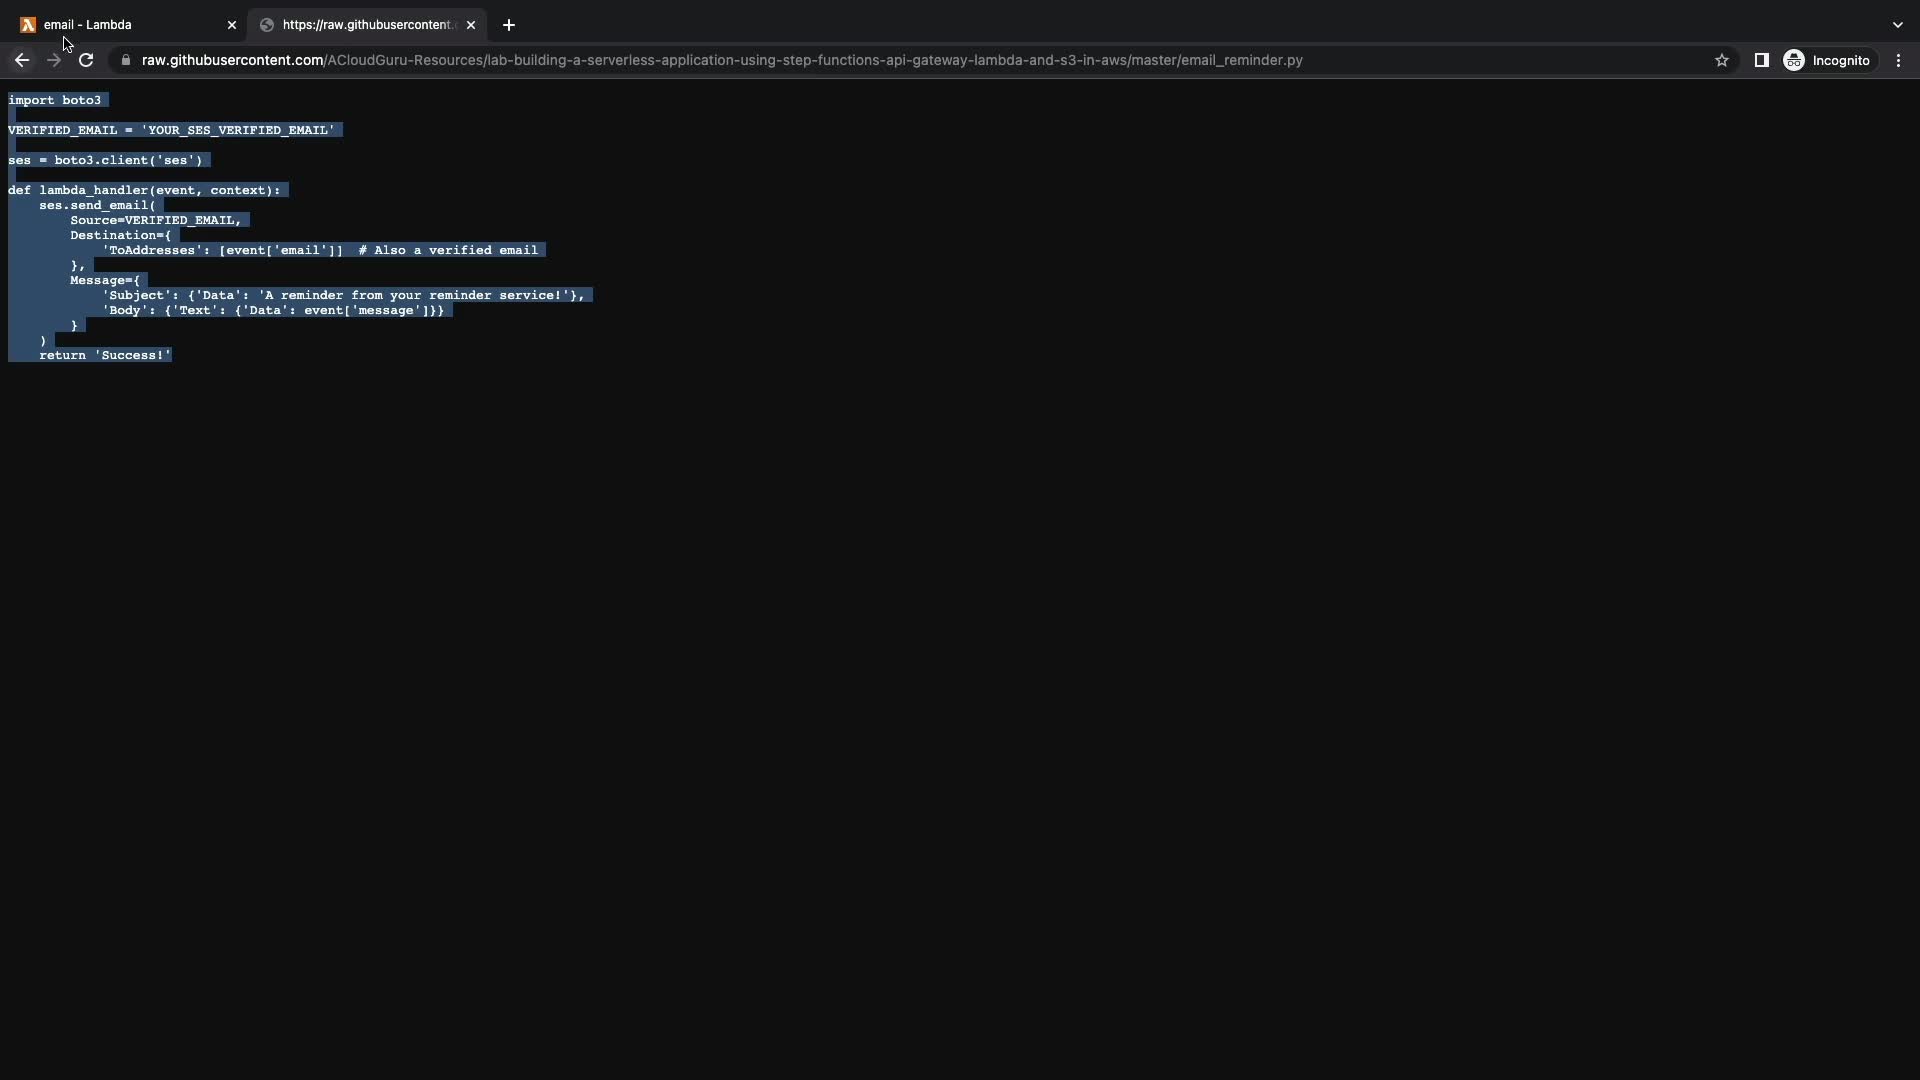 email - Lambda
https://raw.githubusercontent.c
raw.githubusercontent.com/ACloudGuru-Resources/lab-building-a-serverless-application-using-step-functions-api-gateway-lambda-and-s3-in-aws/master/email_reminder.py
Incognito
import boto3
VERIFIED_EMAIL = 'YOUR_SES_VERIFIED_EMAIL'
ses = boto3.client('ses')
def lambda_handler(event, context):
    ses.send_email(
        Source=VERIFIED_EMAIL,
        Destination={
            'ToAddresses': [event['email']]  # Also a verified email
        },
        Message={
            'Subject': {'Data': 'A reminder from your reminder service!'},
            'Body': {'Text': {'Data': event['message']}}
        }
    )
    return 'Success!'